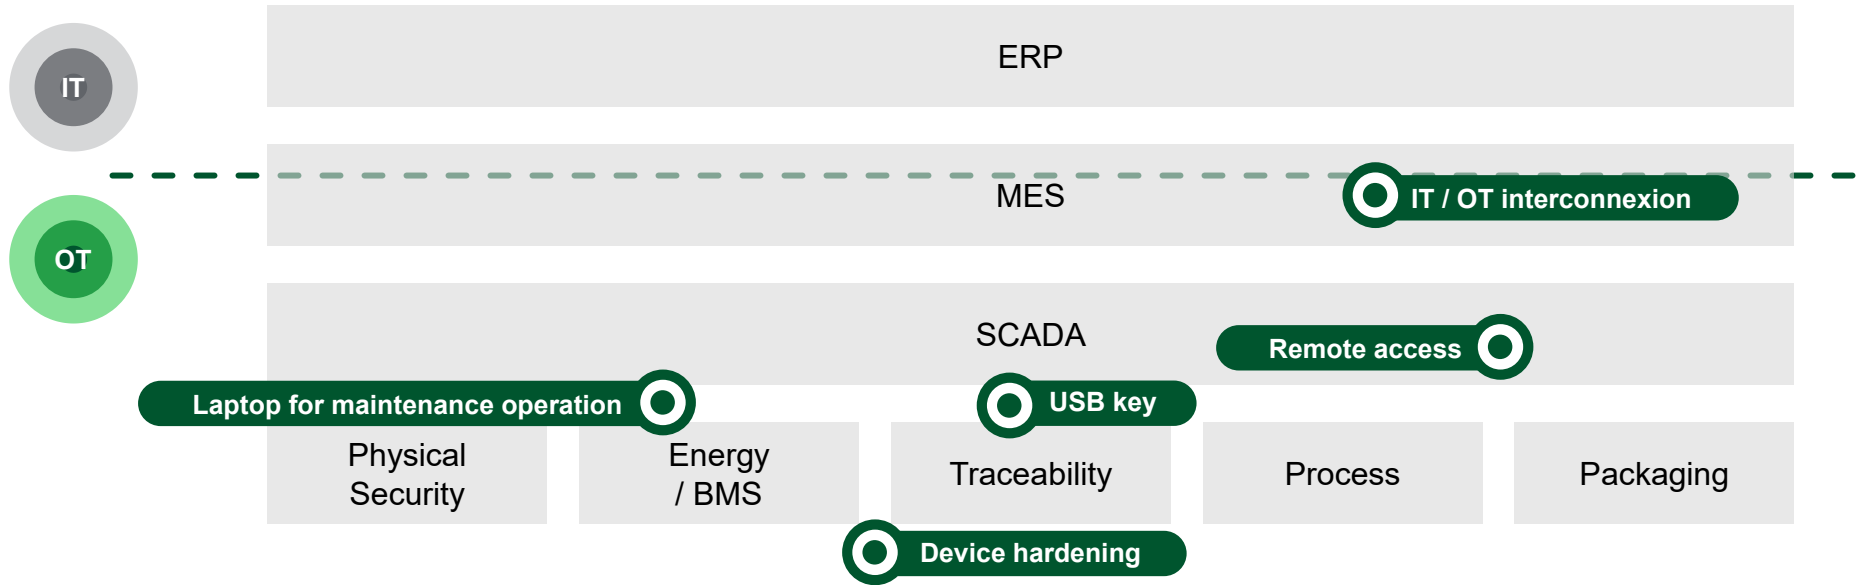 ERP
IT
MES
IT / OT interconnexion
OT
SCADA
Remote access
Laptop for maintenance operation
USB key
Physical
Security
Energy
/ BMS
Traceability
Process
Packaging
Device hardening